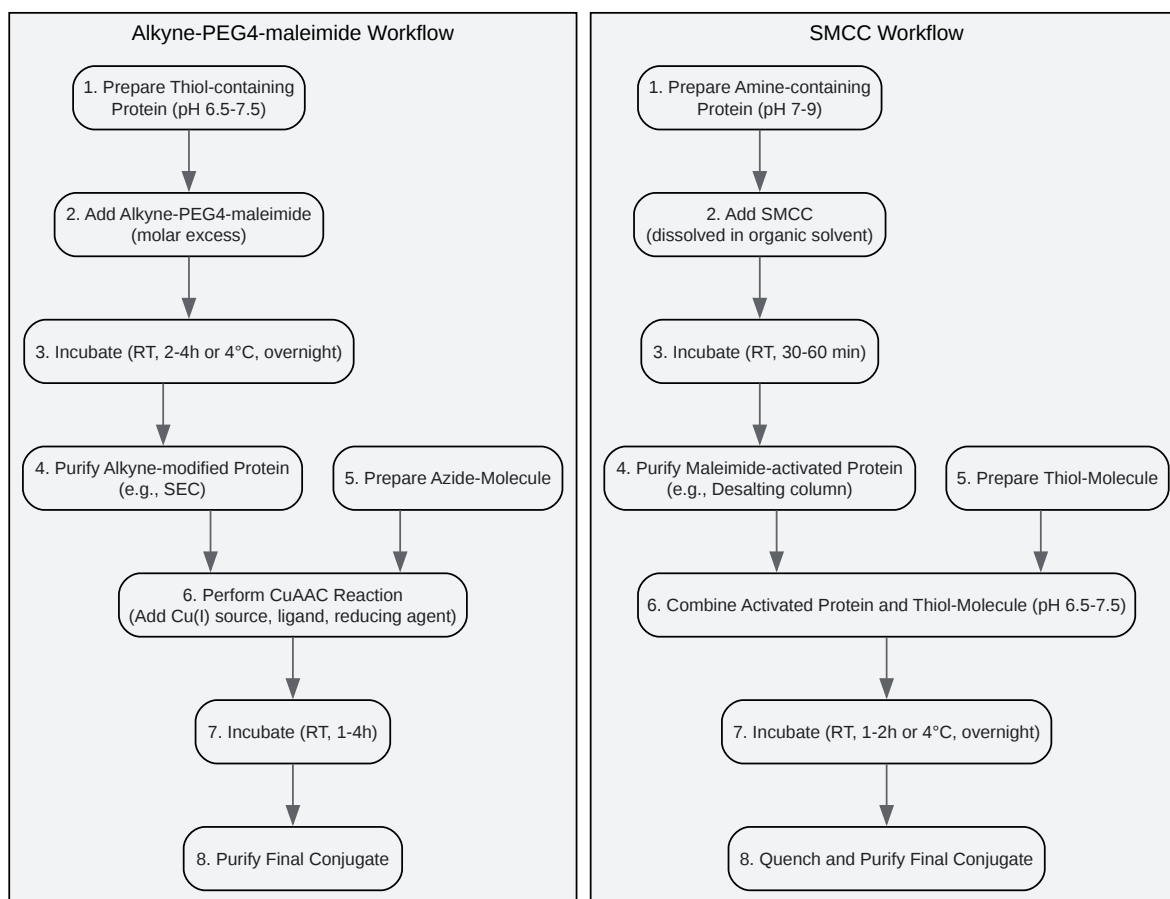 Alkyne-PEG4-maleimide Workflow
1. Prepare Thiol-containing
Protein (pH 6.5-7.5)
2. Add Alkyne-PEG4-maleimide
(molar excess)
3. Incubate (RT, 2-4h or 4°C, overnight)
4. Purify Alkyne-modified Protein
(e.g., SEC)
5. Prepare Azide-Molecule
6. Perform CuAAC Reaction
(Add Cu(I) source, ligand, reducing agent)
7. Incubate (RT, 1-4h)
8. Purify Final Conjugate
SMCC Workflow
1. Prepare Amine-containing
Protein (pH 7-9)
2. Add SMCC
(dissolved in organic solvent)
3. Incubate (RT, 30-60 min)
4. Purify Maleimide-activated Protein
(e.g., Desalting column)
5. Prepare Thiol-Molecule
6. Combine Activated Protein and Thiol-Molecule (pH 6.5-7.5)
7. Incubate (RT, 1-2h or 4°C, overnight)
8. Quench and Purify Final Conjugate